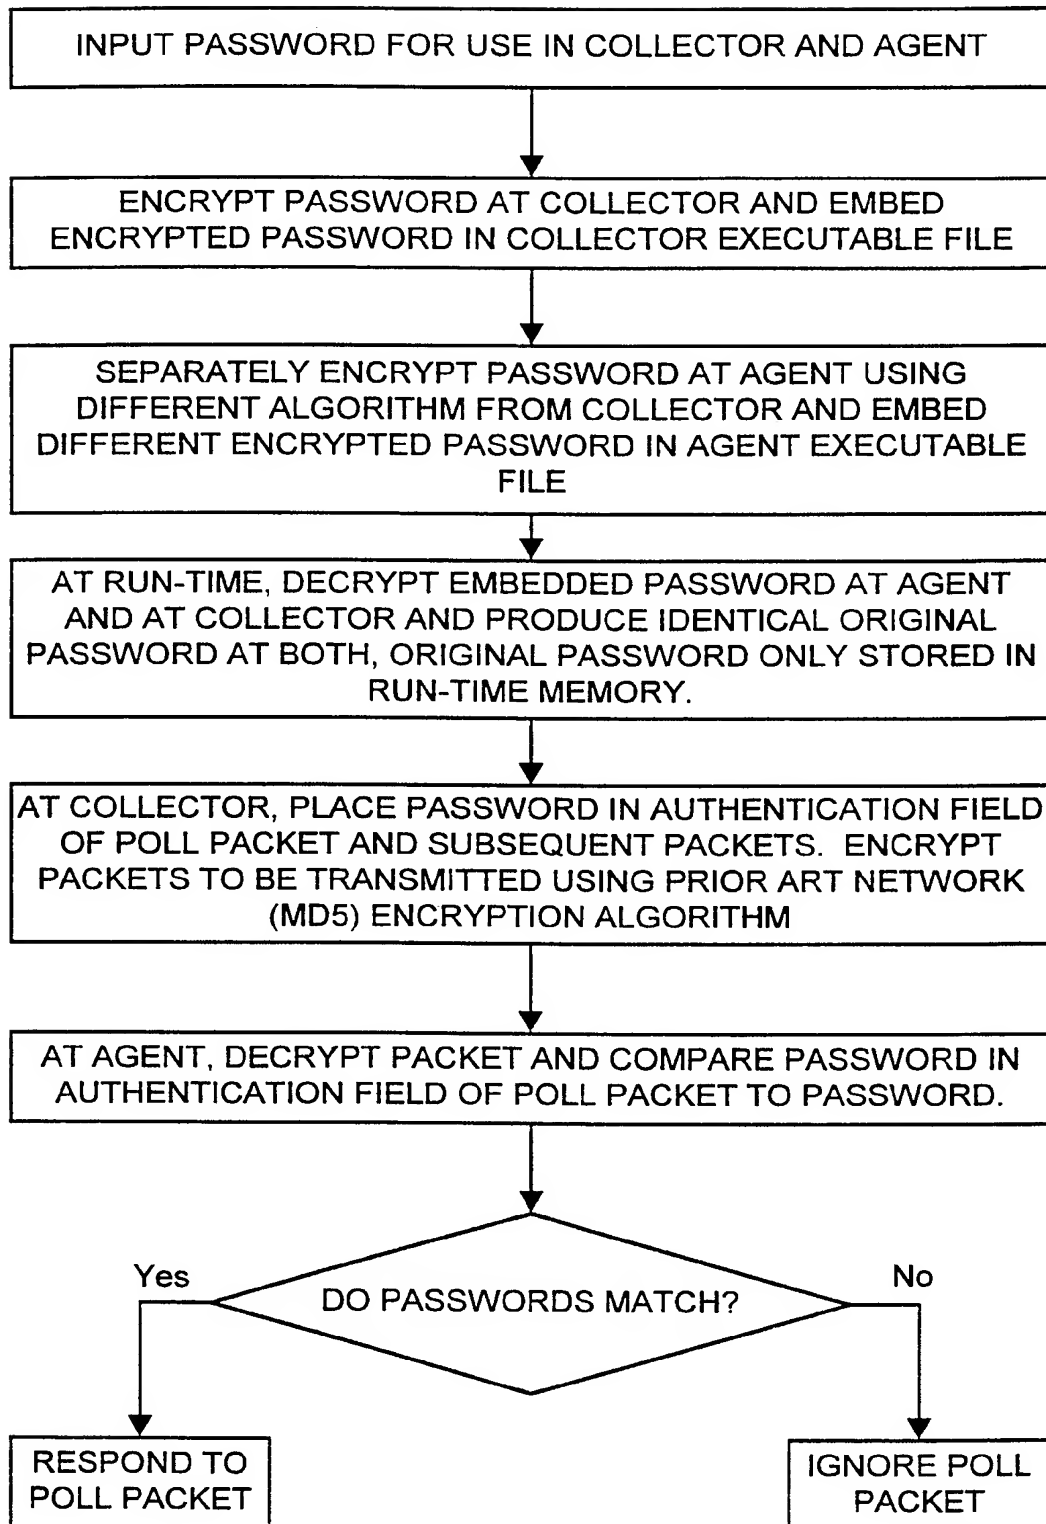 INPUT PASSWORD FOR USE IN COLLECTOR AND AGENT
ENCRYPT PASSWORD AT COLLECTOR AND EMBED
ENCRYPTED PASSWORD IN COLLECTOR EXECUTABLE FILE
SEPARATELY ENCRYPT PASSWORD AT AGENT USING
DIFFERENT ALGORITHM FROM COLLECTOR AND EMBED
DIFFERENT ENCRYPTED PASSWORD IN AGENT EXECUTABLE
FILE
AT RUN-TIME, DECRYPT EMBEDDED PASSWORD AT AGENT
AND AT COLLECTOR AND PRODUCE IDENTICAL ORIGINAL
PASSWORD AT BOTH, ORIGINAL PASSWORD ONLY STORED IN
RUN-TIME MEMORY.
AT COLLECTOR, PLACE PASSWORD IN AUTHENTICATION FIELD
OF POLL PACKET AND SUBSEQUENT PACKETS. ENCRYPT
PACKETS TO BE TRANSMITTED USING PRIOR ART NETWORK
(MD5) ENCRYPTION ALGORITHM
AT AGENT, DECRYPT PACKET AND COMPARE PASSWORD IN
AUTHENTICATION FIELD OF POLL PACKET TO PASSWORD.
Yes
No
DO PASSWORDS MATCH?
RESPOND TO
POLL PACKET
IGNORE POLL
PACKET